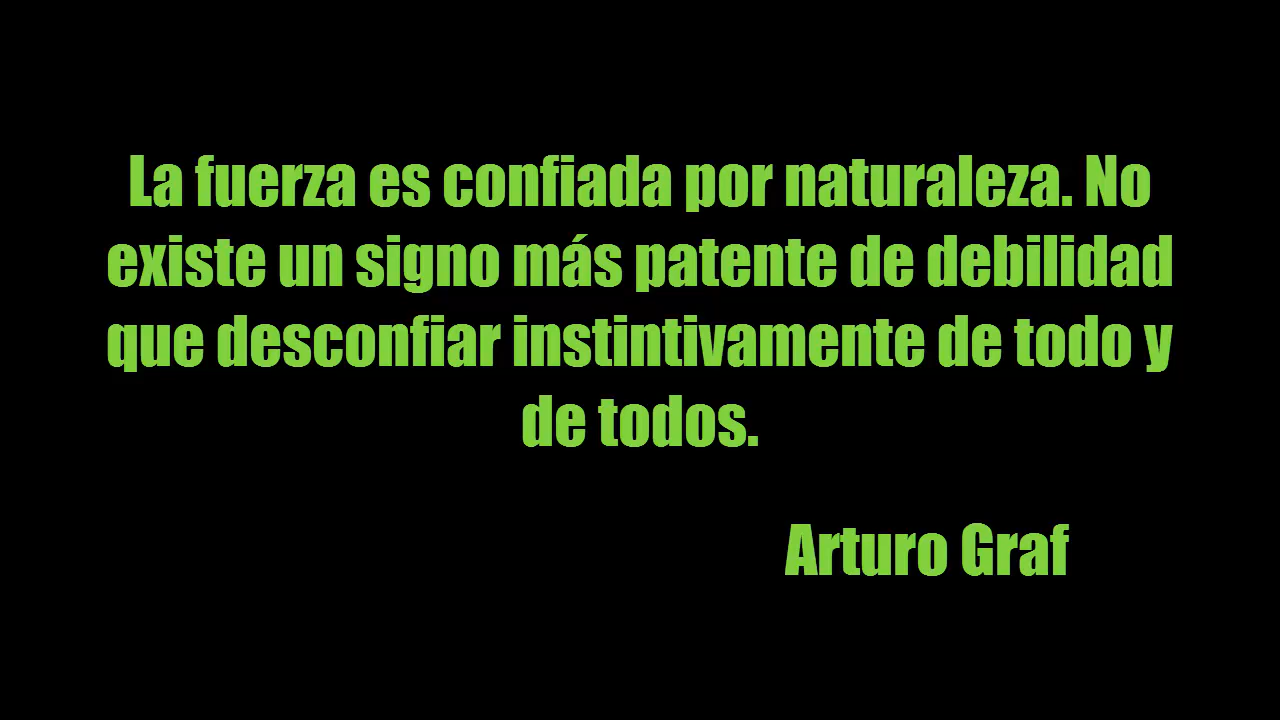 La fuerza es confiada por naturaleza. No
existe un signo más patente de debilidad
que desconfiar instintivamente de todo y
de todos.
Arturo Graf